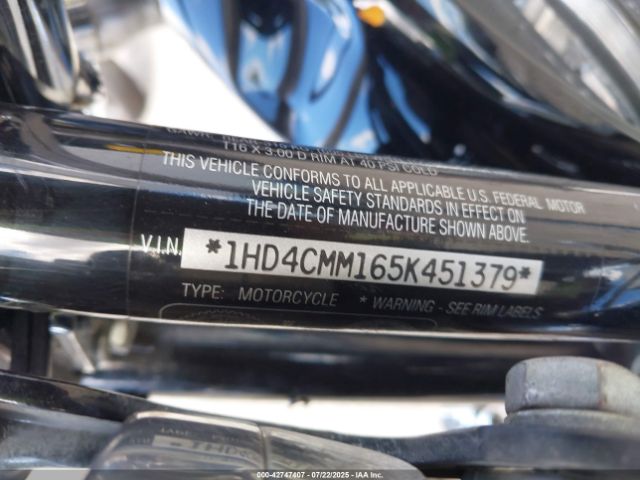 T16 X 3.00 D RIM AT 40 PSI COLD
THIS VEHICLE CONFORMS TO ALL APPLICABLE U.S. FEDERAL MOTOR
VEHICLE SAFETY STANDARDS IN EFFECT ON
THE DATE OF MANUFACTURE SHOWN ABOVE.
V.I.N. *1HD4CMM165K451379*
TYPE: MOTORCYCLE * WARNING - SEE RIM LABELS
000-42747407 07/22/2025 IAA Inc.